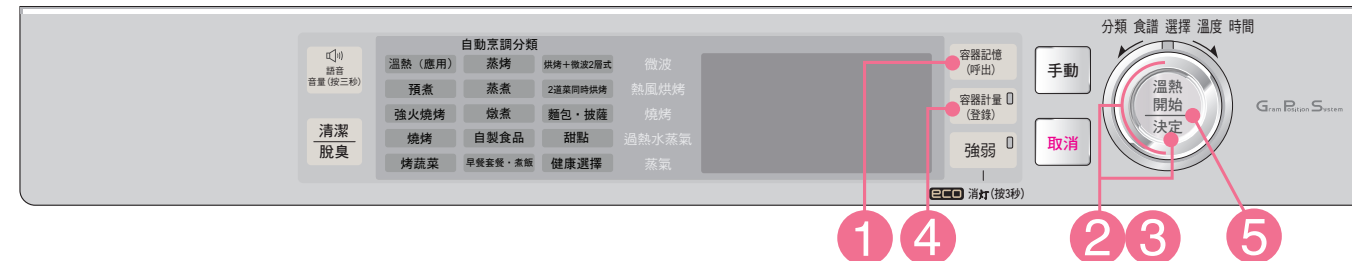 分類 食譜 選擇 溫度 時間
語音
音量(按三秒)
清潔
脫臭
自動烹調分類
溫熱（應用） 蒸烤 烘烤＋微波2層式
預煮 蒸煮 2道菜同時烘烤
強火燒烤 燉煮 麵包・披薩
燒烤 自製食品 甜點
烤蔬菜 早餐套餐・煮飯 健康選擇
微波
熱風烘烤
燒烤
過熱水蒸氣
蒸氣
容器記憶
(呼出)
容器計量
(登錄)
強弱
eco 消灯(按3秒)
手動
取消
溫熱
開始
決定
Gram Position System
1 4 2 3 5